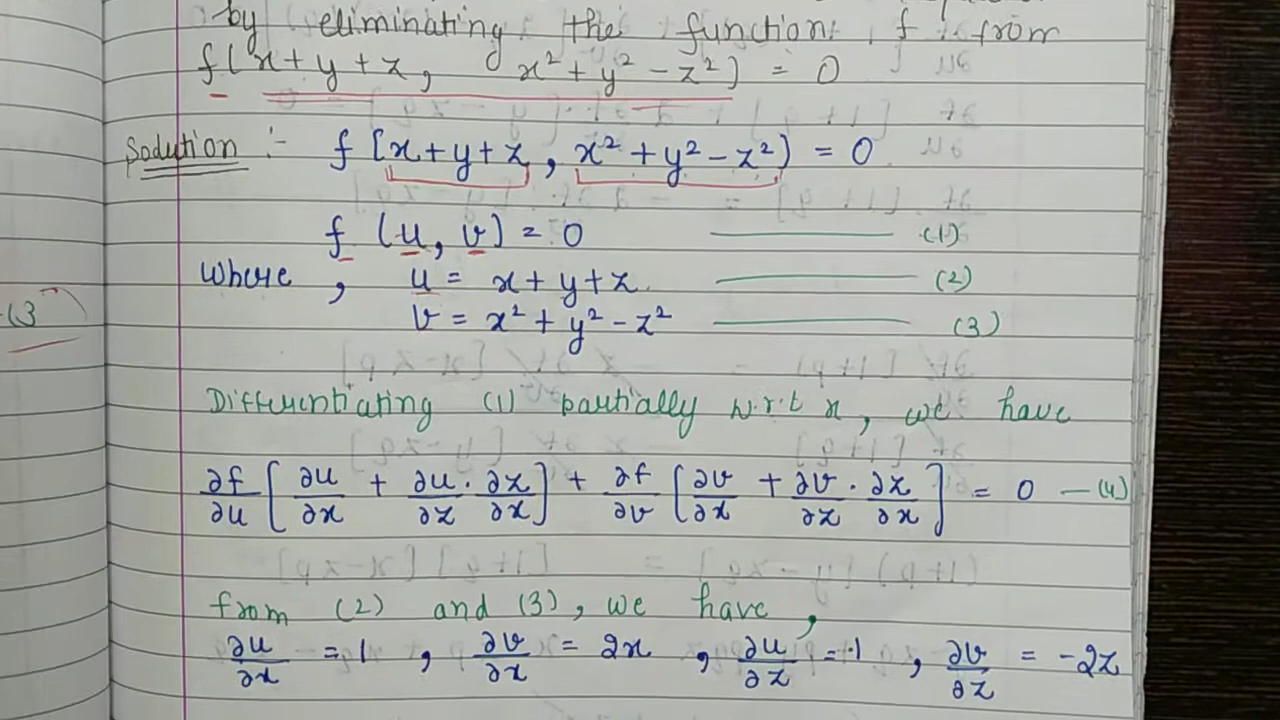 by eliminating the function f from
f(x+y+z, x²+y²-z²) = 0
Solution :- f [x+y+z, x²+y²-z²) = 0
f (u, v) = 0 (1)
Where, u = x+y+z (2)
v = x²+y²-z² (3)
(3
Differentiating (1) partially w.r.t x, we have
∂f/∂u [∂u/∂x + ∂u/∂z · ∂z/∂x] + ∂f/∂v [∂v/∂x + ∂v/∂z · ∂z/∂x] = 0 —(4)
from (2) and (3), we have,
∂u/∂x = 1, ∂v/∂x = 2x, ∂u/∂z = 1, ∂v/∂z = -2z